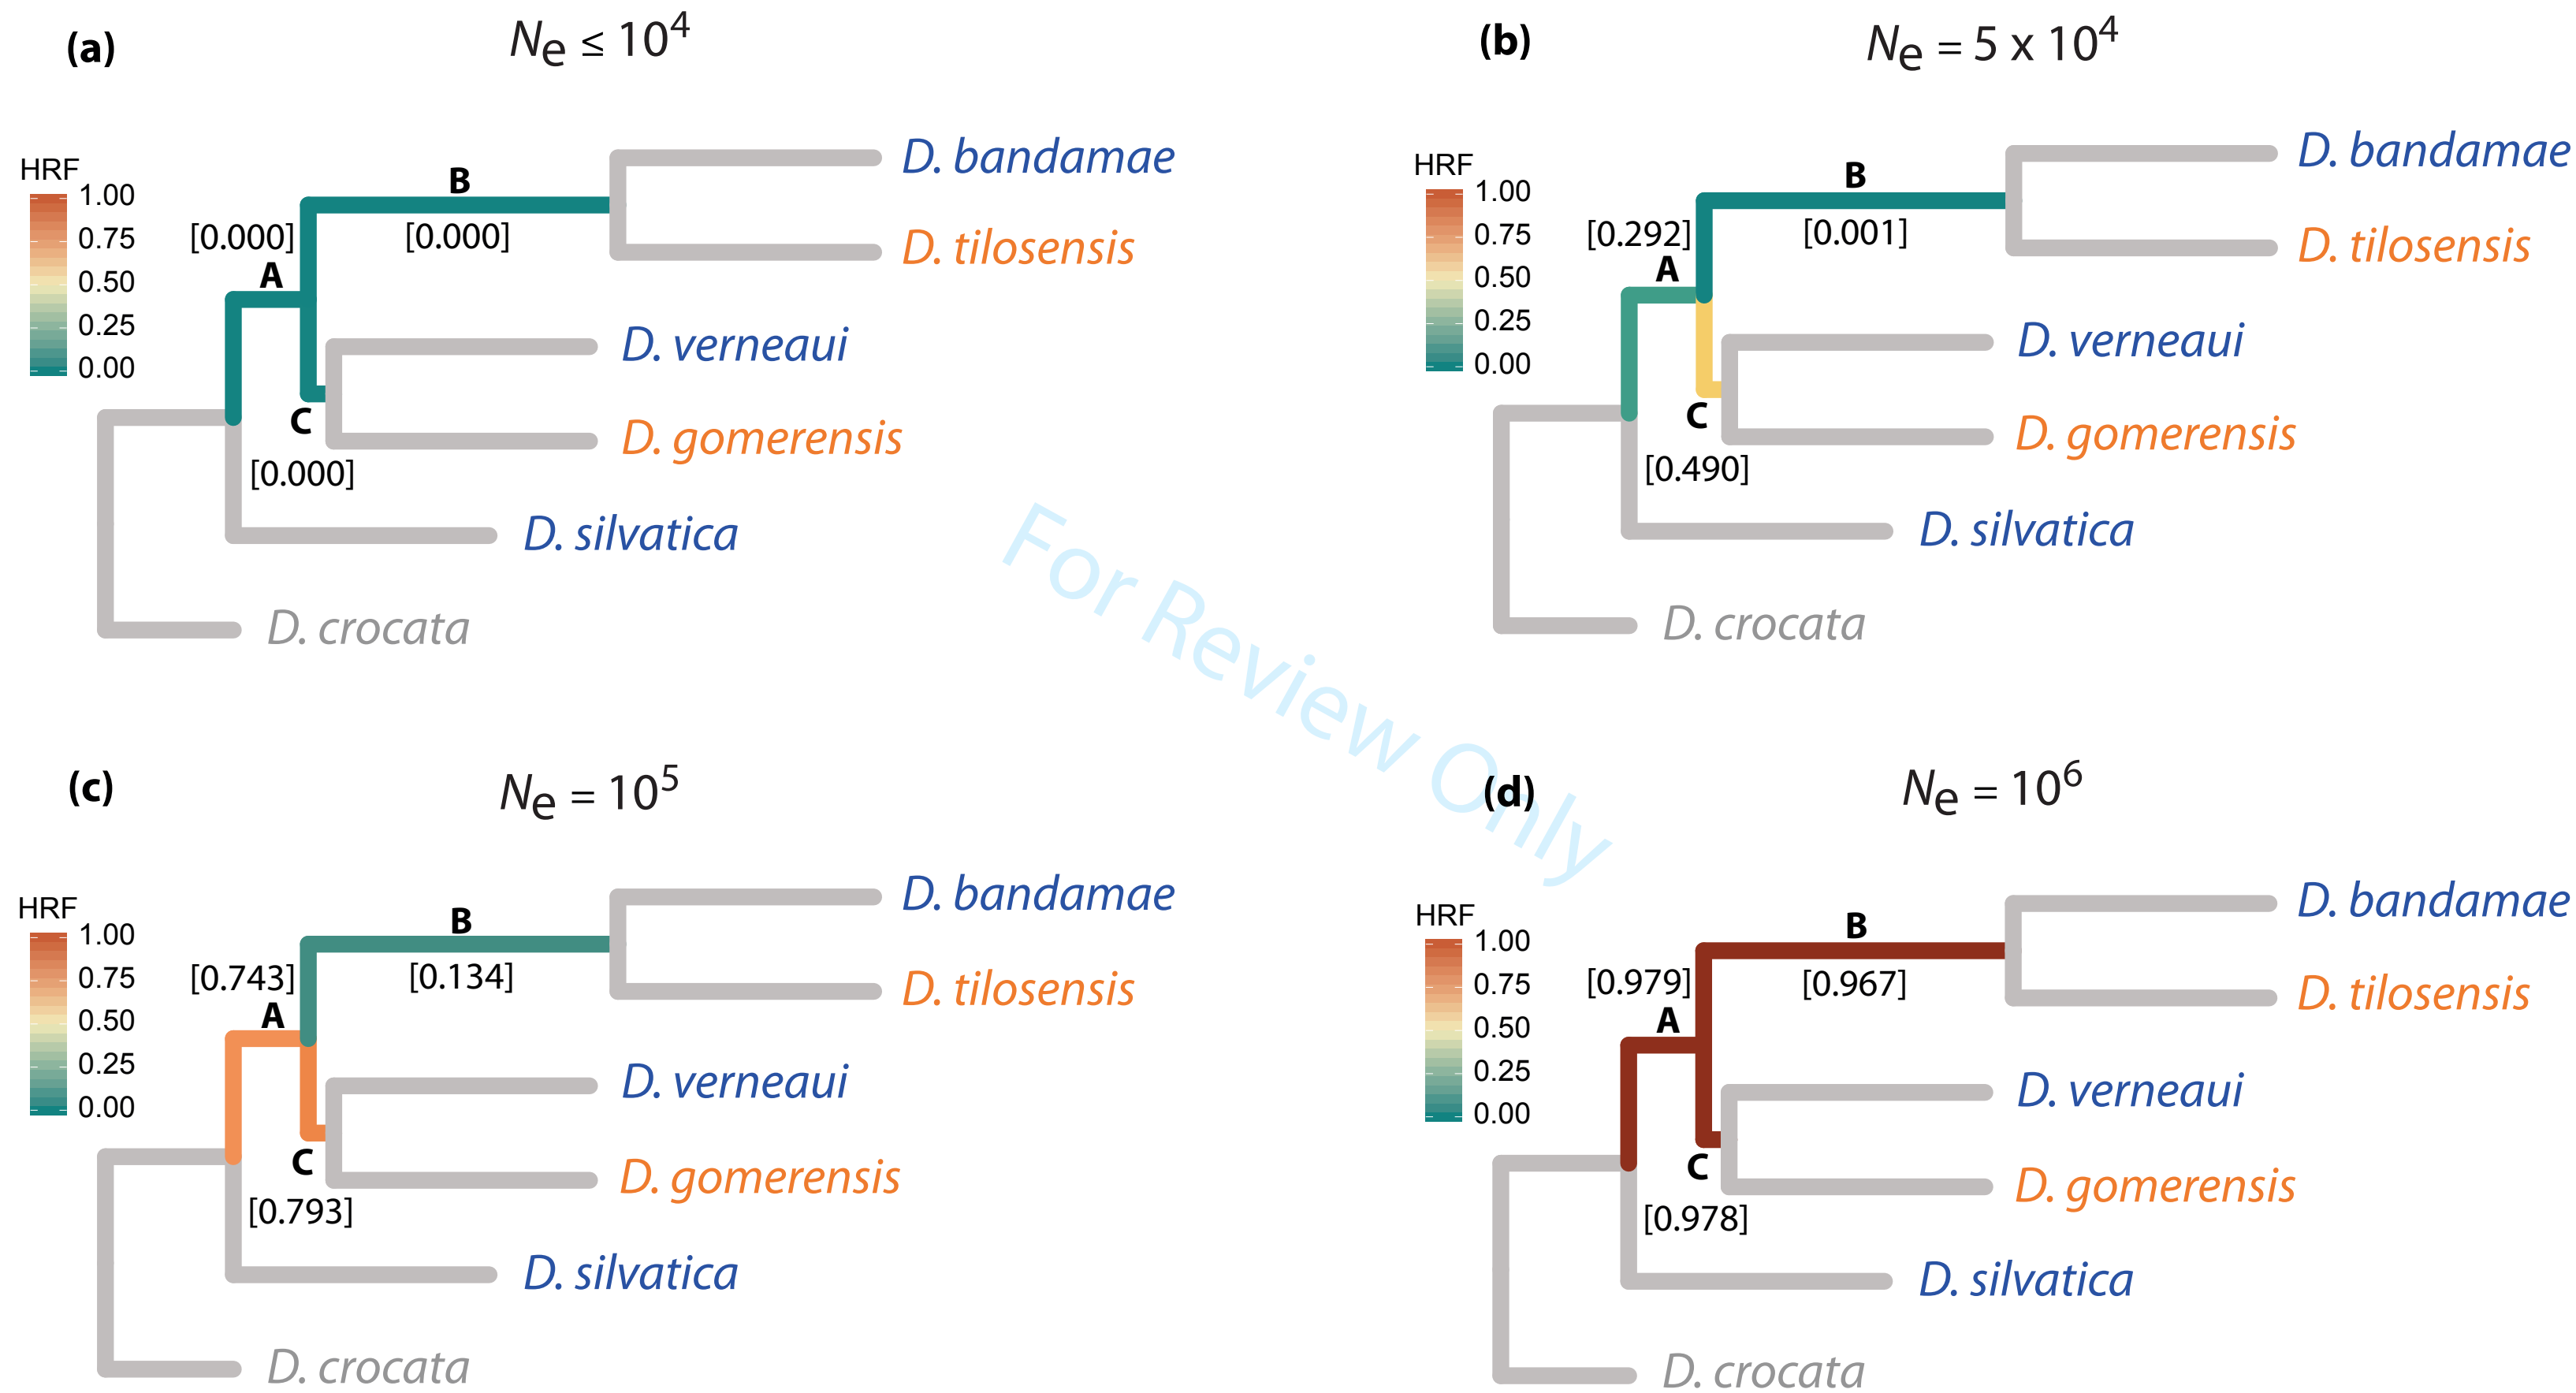 (a)
Ne ≤ 10^4
HRF
1.00
0.75
0.50
0.25
0.00
[0.000]
A
B
[0.000]
C
[0.000]
D. bandamae
D. tilosensis
D. verneaui
D. gomerensis
D. silvatica
D. crocata
(b)
Ne = 5 x 10^4
HRF
1.00
0.75
0.50
0.25
0.00
[0.292]
A
B
[0.001]
C
[0.490]
D. bandamae
D. tilosensis
D. verneaui
D. gomerensis
D. silvatica
D. crocata
For Review Only
(c)
Ne = 10^5
HRF
1.00
0.75
0.50
0.25
0.00
[0.743]
A
B
[0.134]
C
[0.793]
D. bandamae
D. tilosensis
D. verneaui
D. gomerensis
D. silvatica
D. crocata
(d)
Ne = 10^6
HRF
1.00
0.75
0.50
0.25
0.00
[0.979]
A
B
[0.967]
C
[0.978]
D. bandamae
D. tilosensis
D. verneaui
D. gomerensis
D. silvatica
D. crocata